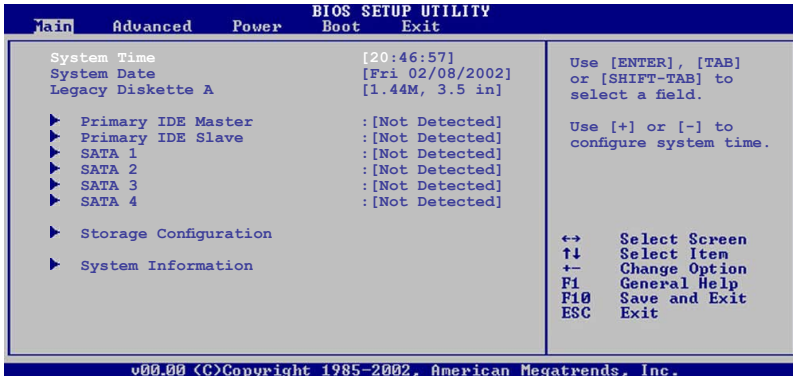 BIOS SETUP UTILITY
Main Advanced Power Boot Exit
System Time [20:46:57]
System Date [Fri 02/08/2002]
Legacy Diskette A [1.44M, 3.5 in]
Primary IDE Master :[Not Detected]
Primary IDE Slave :[Not Detected]
SATA 1 :[Not Detected]
SATA 2 :[Not Detected]
SATA 3 :[Not Detected]
SATA 4 :[Not Detected]
Storage Configuration
System Information
Use [ENTER], [TAB]
or [SHIFT-TAB] to
select a field.
Use [+] or [-] to
configure system time.
←→ Select Screen
↑↓ Select Item
+- Change Option
F1 General Help
F10 Save and Exit
ESC Exit
v00.00 (C)Copyright 1985-2002, American Megatrends, Inc.